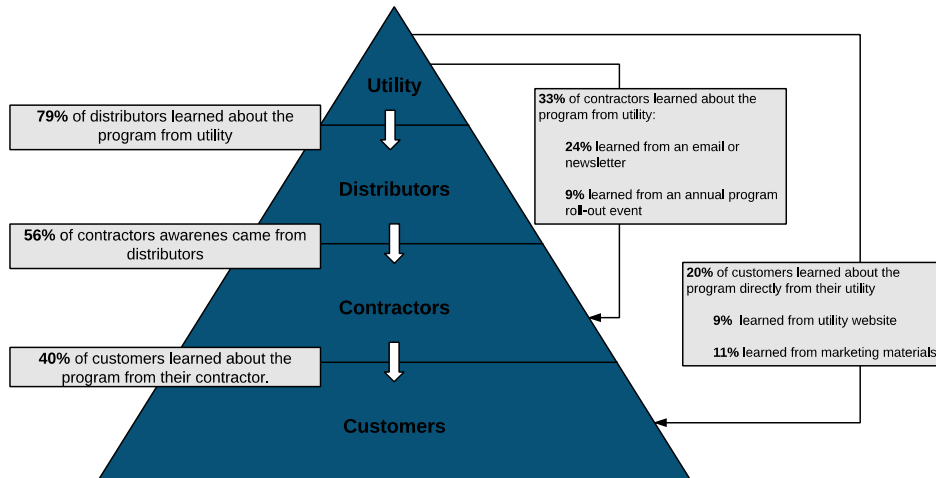 Utility
79% of distributors learned about the
program from utility
33% of contractors learned about the
program from utility:
24% learned from an email or
newsletter
9% learned from an annual program
roll-out event
Distributors
56% of contractors awarenes came from
distributors
20% of customers learned about the
program directly from their utility
9% learned from utility website
11% learned from marketing materials
Contractors
40% of customers learned about the
program from their contractor.
Customers